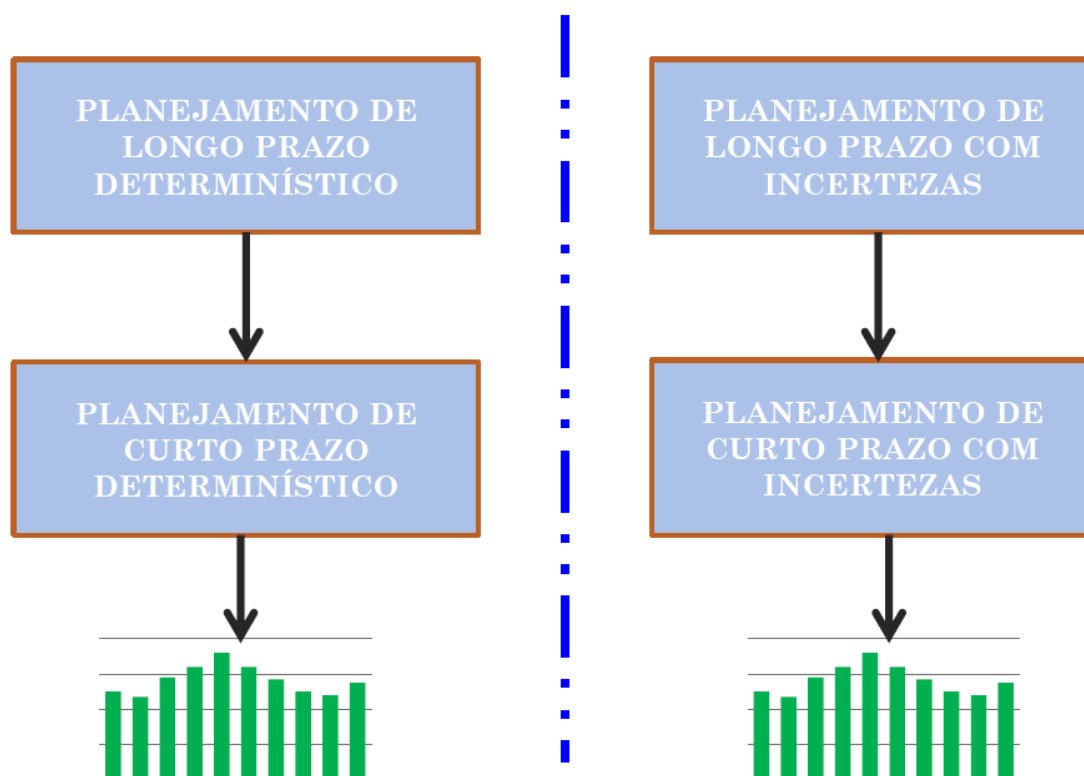 PLANEJAMENTO DE
LONGO PRAZO
DETERMINÍSTICO
PLANEJAMENTO DE
CURTO PRAZO
DETERMINÍSTICO
PLANEJAMENTO DE
LONGO PRAZO COM
INCERTEZAS
PLANEJAMENTO DE
CURTO PRAZO COM
INCERTEZAS